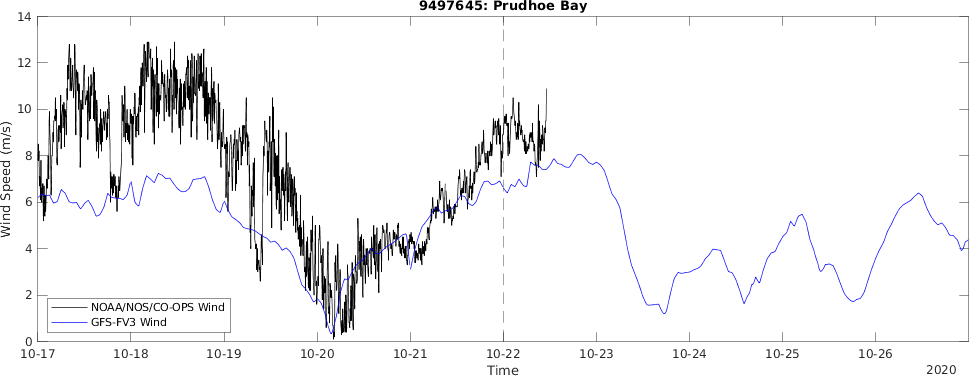 9497645: Prudhoe Bay
14
12
10
8
6
4
2
0
Wind Speed (m/s)
NOAA/NOS/CO-OPS Wind
GFS-FV3 Wind
10-17 10-18 10-19 10-20 10-21 10-22 10-23 10-24 10-25 10-26
Time
2020